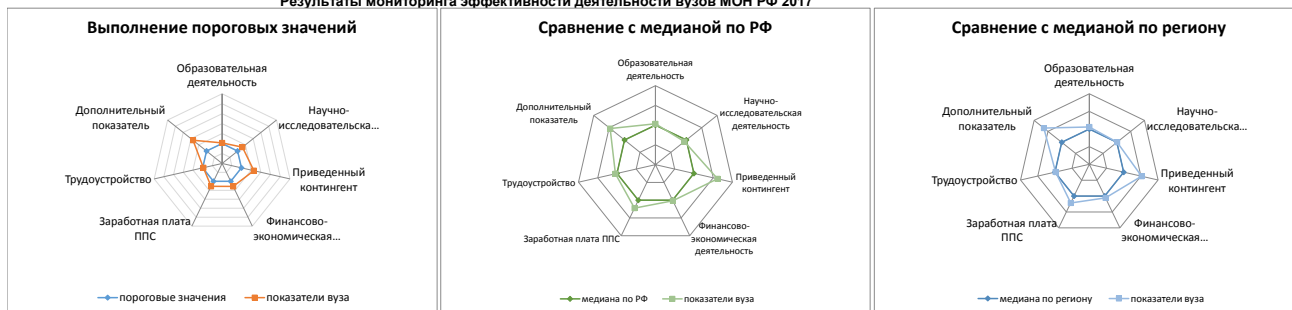 Результаты мониторинга эффективности деятельности вузов МОН РФ 2017
Выполнение пороговых значений
Образовательная
деятельность
Научно-
исследовательска...
Приведенный
контингент
Финансово-
экономическая...
Заработная плата
ППС
Трудоустройство
Дополнительный
показатель
пороговые значения
показатели вуза
Сравнение с медианой по РФ
Образовательная
деятельность
Научно-
исследовательская
деятельность
Приведенный
контингент
Финансово-
экономическая
деятельность
Заработная плата ППС
Трудоустройство
Дополнительный
показатель
медиана по РФ
показатели вуза
Сравнение с медианой по региону
Образовательная
деятельность
Научно-
исследовательска...
Приведенный
контингент
Финансово-
экономическая...
Заработная плата
ППС
Трудоустройство
Дополнительный
показатель
медиана по региону
показатели вуза